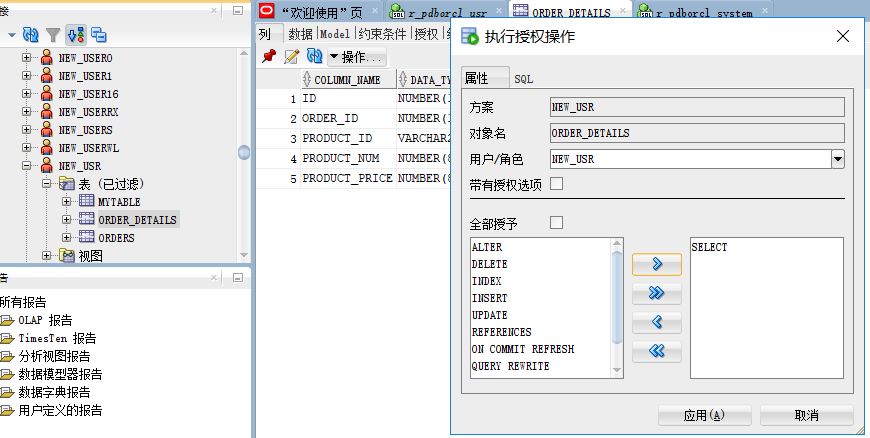 接
NEW_USER0
NEW_USER1
NEW_USER16
NEW_USERRX
NEW_USERS
NEW_USERWL
NEW_USR
表 (已过滤)
MYTABLE
ORDER_DETAILS
ORDERS
视图
告
所有报告
OLAP 报告
TimesTen 报告
分析视图报告
数据模型器报告
数据字典报告
用户定义的报告
“欢迎使用”页
r_pdborcl_usr
ORDER_DETAILS
r_pdborcl_system
列 数据 Model 约束条件 授权
操作...
COLUMN_NAME DATA_TY
1 ID NUMBER(
2 ORDER_ID NUMBER(
3 PRODUCT_ID VARCHAR2
4 PRODUCT_NUM NUMBER(8
5 PRODUCT_PRICE NUMBER(8
执行授权操作
属性 SQL
方案 NEW_USR
对象名 ORDER_DETAILS
用户/角色 NEW_USR
带有授权选项
全部授予
ALTER
DELETE
INDEX
INSERT
UPDATE
REFERENCES
ON COMMIT REFRESH
QUERY REWRITE
SELECT
应用(A) 取消